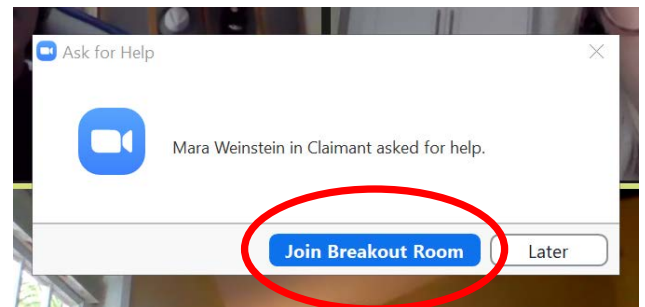 Ask for Help
Mara Weinstein in Claimant asked for help.
Join Breakout Room Later